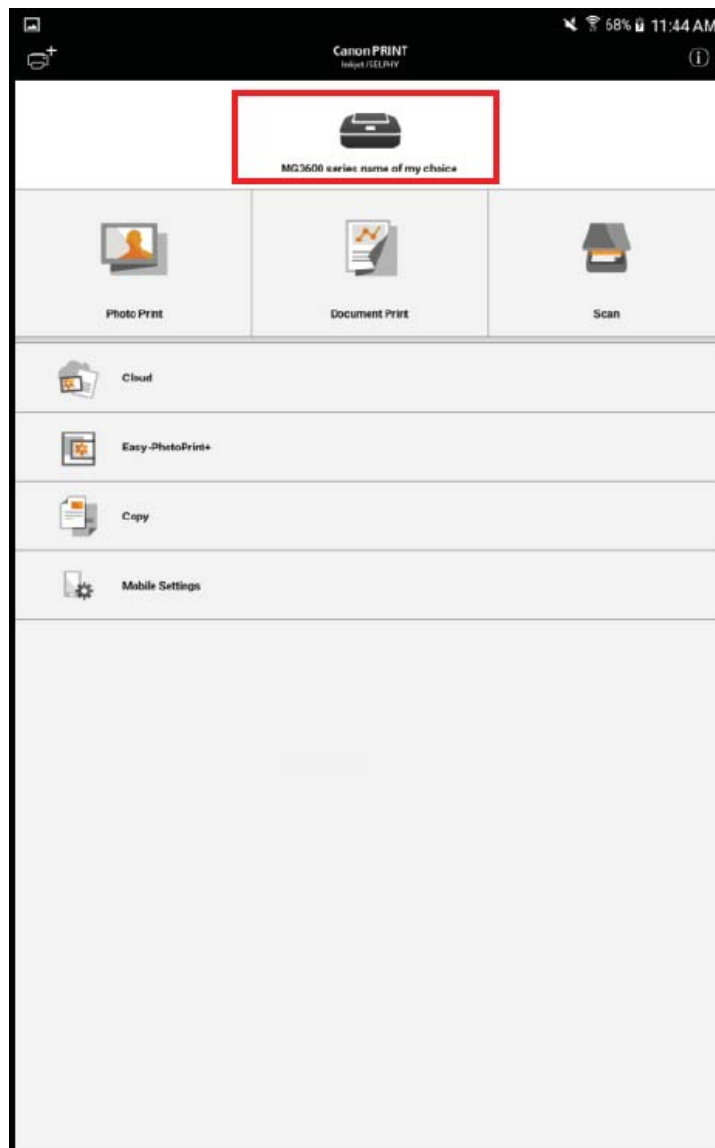 68% 11:44 AM
Canon PRINT
Inkjet /SELPHY
MG3600 series name of my choice
Photo Print
Document Print
Scan
Cloud
Easy-PhotoPrint+
Copy
Mobile Settings